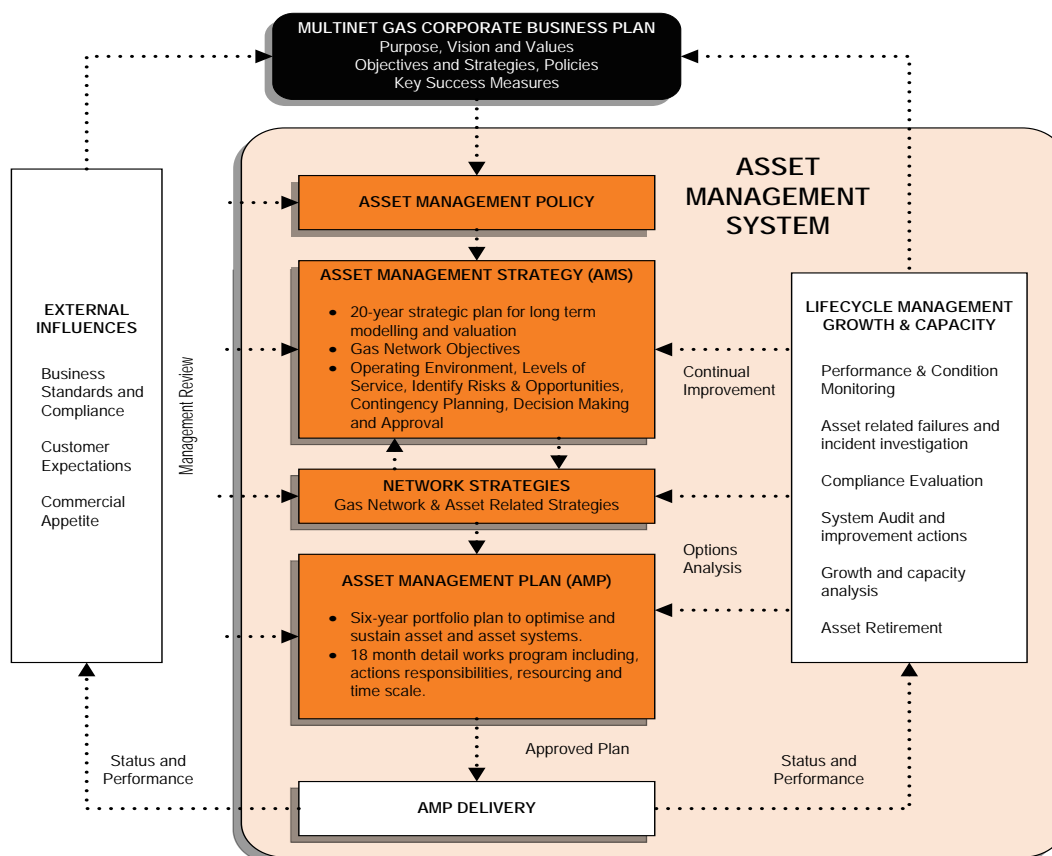 MULTINET GAS CORPORATE BUSINESS PLAN
Purpose, Vision and Values
Objectives and Strategies, Policies
Key Success Measures
ASSET
MANAGEMENT
SYSTEM
ASSET MANAGEMENT POLICY
ASSET MANAGEMENT STRATEGY (AMS)
• 20-year strategic plan for long term
modelling and valuation
• Gas Network Objectives
• Operating Environment, Levels of
Service, Identify Risks & Opportunities,
Contingency Planning, Decision Making
and Approval
EXTERNAL
INFLUENCES
Business
Standards and
Compliance
Customer
Expectations
Commercial
Appetite
Management Review
Continual
Improvement
LIFECYCLE MANAGEMENT
GROWTH & CAPACITY
Performance & Condition
Monitoring
Asset related failures and
incident investigation
Compliance Evaluation
System Audit and
improvement actions
Growth and capacity
analysis
Asset Retirement
NETWORK STRATEGIES
Gas Network & Asset Related Strategies
Options
Analysis
ASSET MANAGEMENT PLAN (AMP)
• Six-year portfolio plan to optimise and
sustain asset and asset systems.
• 18 month detail works program including,
actions responsibilities, resourcing and
time scale.
Approved Plan
Status and
Performance
Status and
Performance
AMP DELIVERY